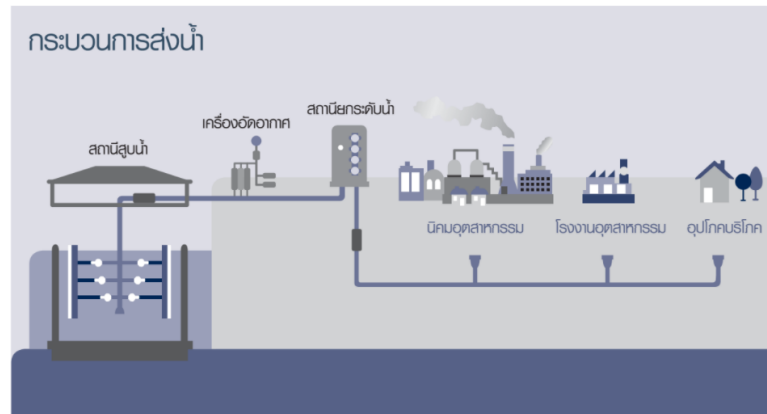 กระบวนการส่งน้ำ
สถานีสูบน้ำ
เครื่องอัดอากาศ
สถานียกระดับน้ำ
นิคมอุตสาหกรรม
โรงงานอุตสาหกรรม
อุปโภคบริโภค